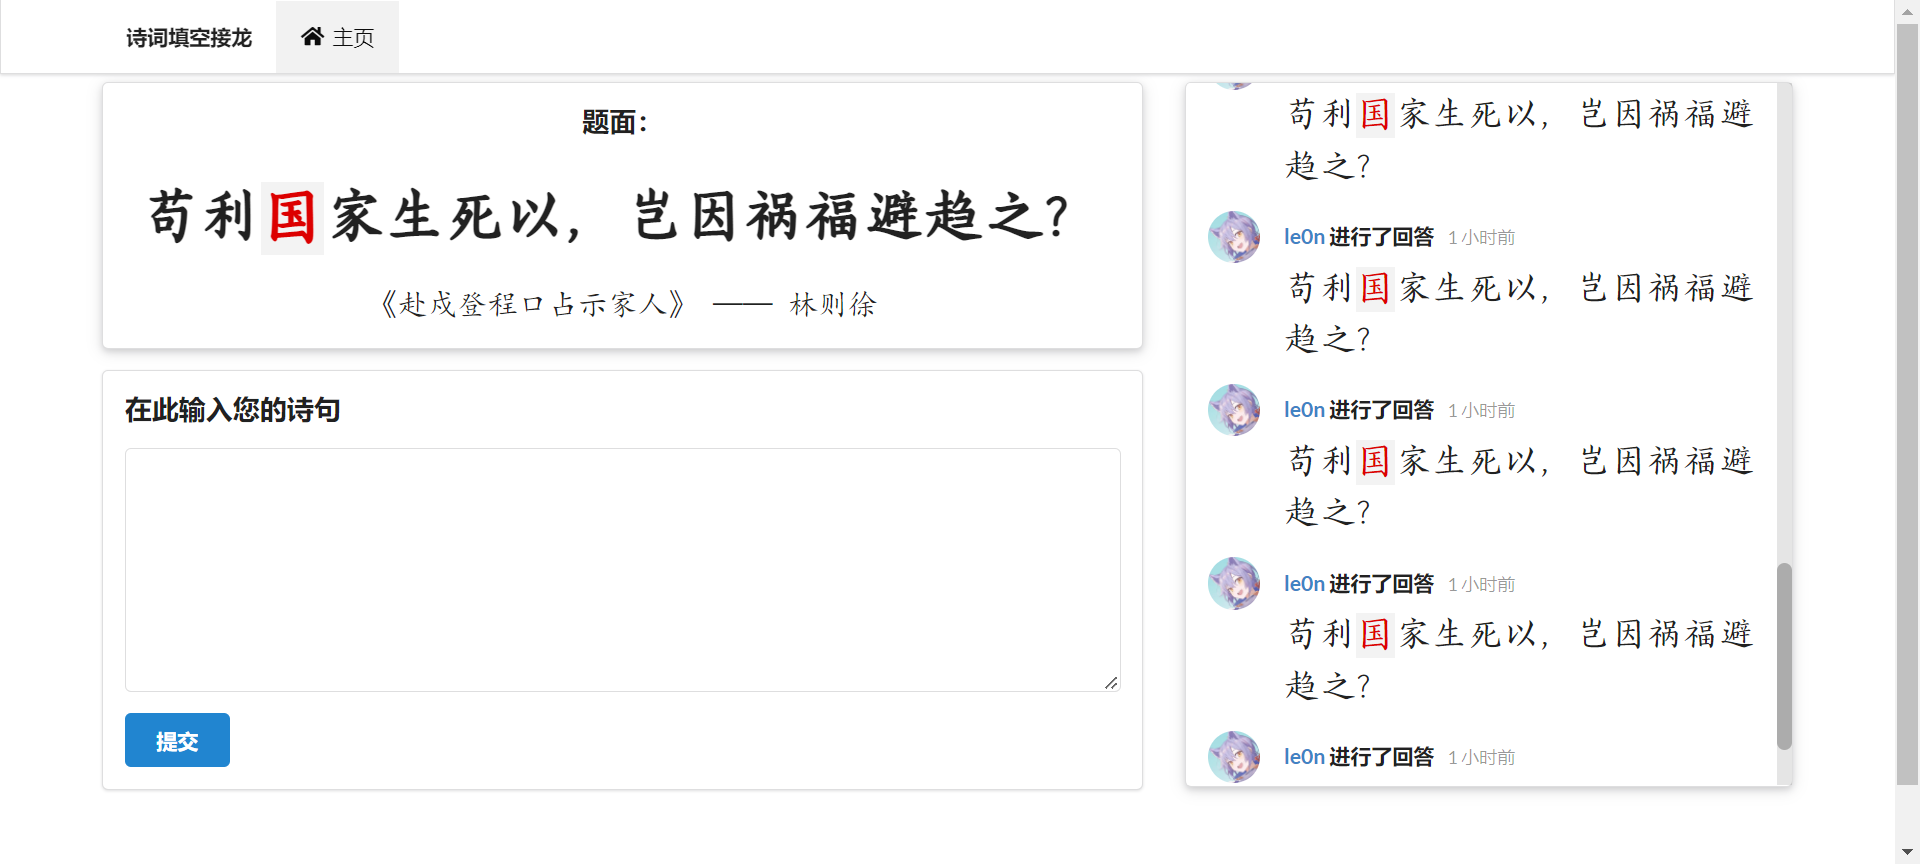 诗词填空接龙
主页
题面：
苟利国家生死以，岂因祸福避趋之？
《赴戍登程口占示家人》 —— 林则徐
在此输入您的诗句
提交
苟利国家生死以，岂因祸福避
趋之？
le0n 进行了回答 1 小时前
苟利国家生死以，岂因祸福避
趋之？
le0n 进行了回答 1 小时前
苟利国家生死以，岂因祸福避
趋之？
le0n 进行了回答 1 小时前
苟利国家生死以，岂因祸福避
趋之？
le0n 进行了回答 1 小时前